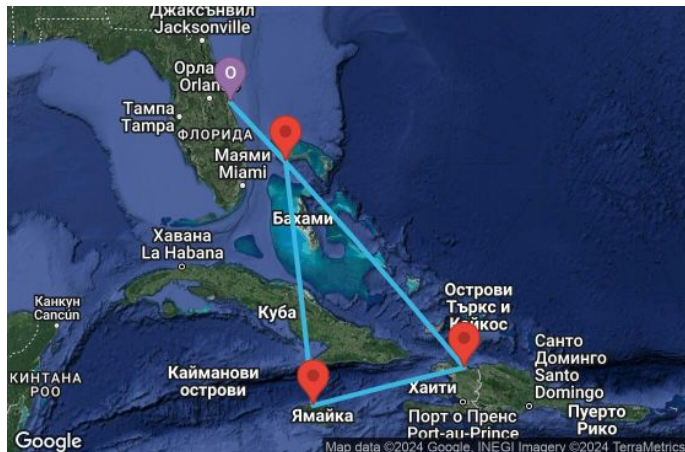 Джаксънвил
Jacksonville
Орла
Orlan
O
Тампа
Tampa
ФЛОРИДА
Маями
Miami
Бахами
Хавана
La Habana
Канкун
Cancún
Куба
Острови
Търкс и
Кайкос
Санто
Доминго
Santo
Domingo
КИНТАНА
РОО
Кайманови
острови
Хаити
Ямайка
Порт о Пренс
Port-au-Prince
Пуерто
Рико
Google
Map data ©2024 Google, INEGI Imagery ©2024 TerraMetrics